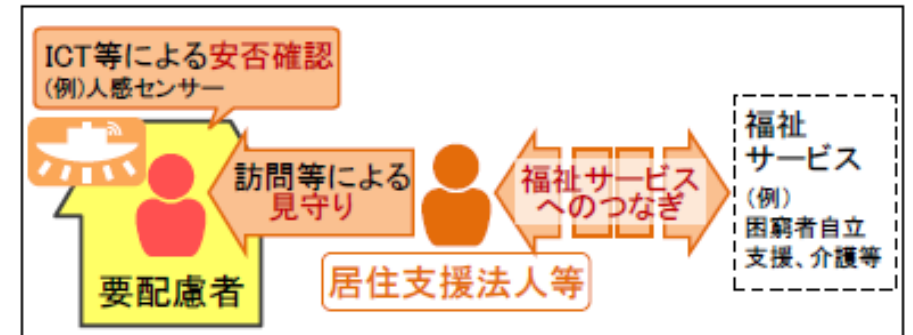 ICT等による安否確認
(例)人感センサー
訪問等による
見守り
要配慮者
居住支援法人等
福祉サービス
へのつなぎ
福祉
サービス
(例)
困窮者自立
支援、介護等